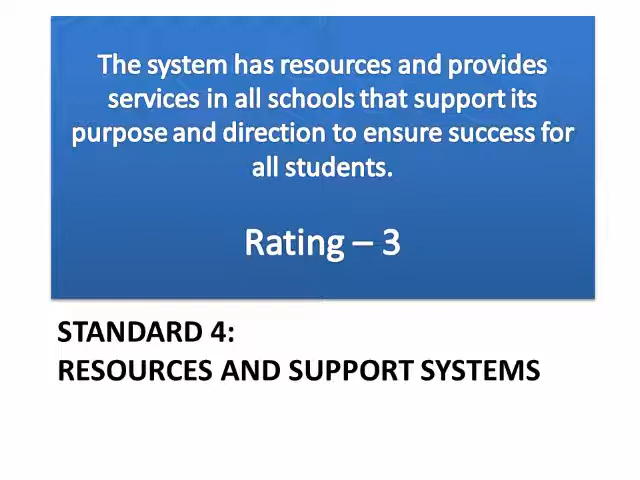 The system has resources and provides
services in all schools that support its
purpose and direction to ensure success for
all students.
Rating – 3
STANDARD 4:
RESOURCES AND SUPPORT SYSTEMS